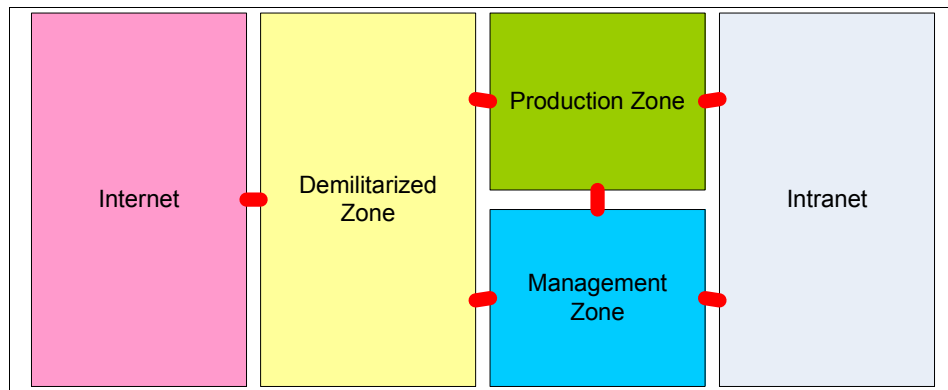 Internet
Demilitarized
Zone
Production Zone
Management
Zone
Intranet